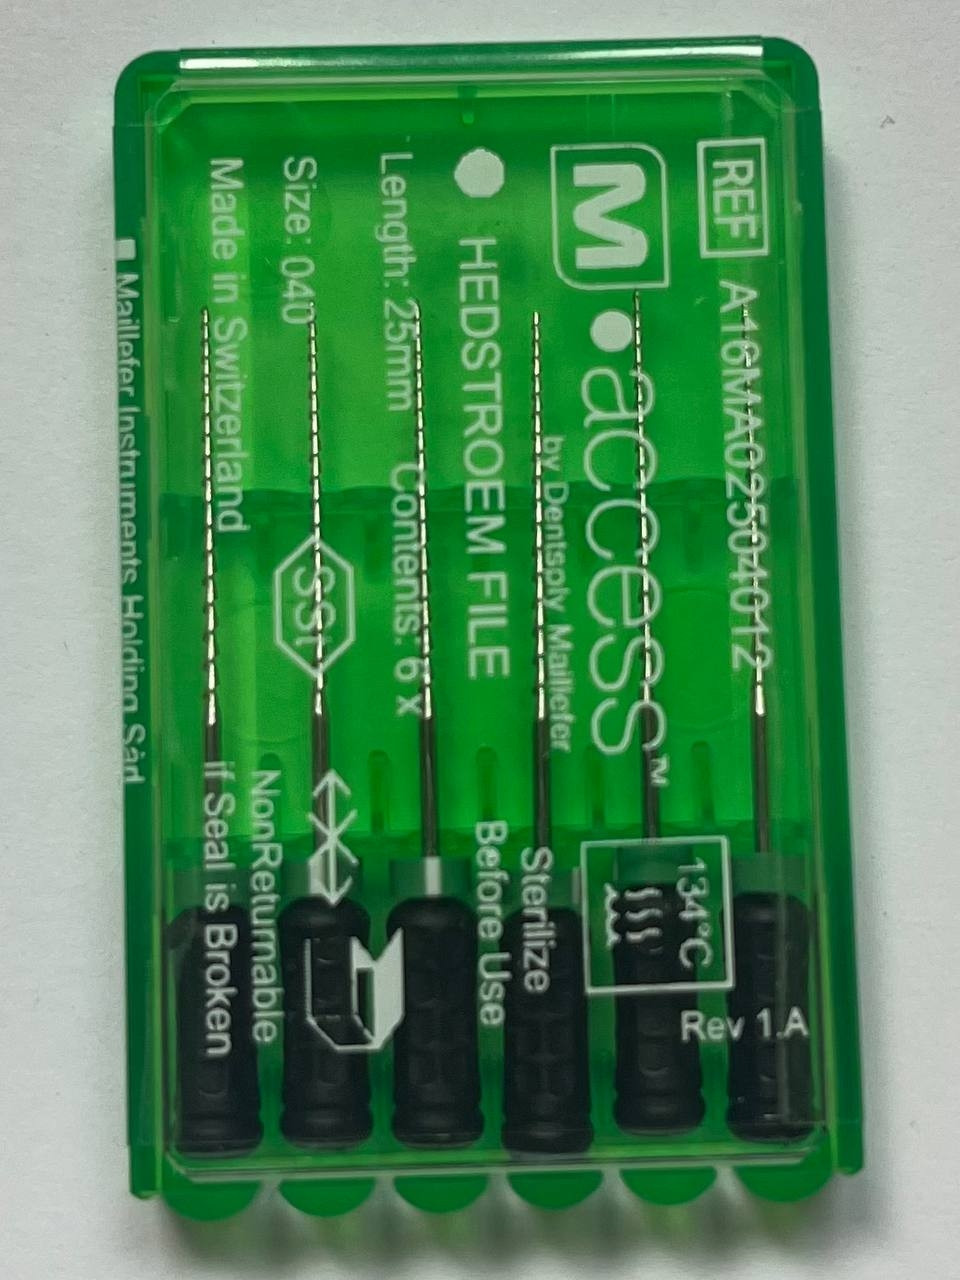 REF A16MA02504012
M access™
by Dentsply Maillefer
HEDSTROEM FILE
Length: 25mm Contents: 6 x
Size: 040
SSt
Made in Switzerland
134°C
Rev 1.A
Sterilize
Before Use
NonReturnable
if Seal is Broken
Maillefer Instruments Holding Sàrl